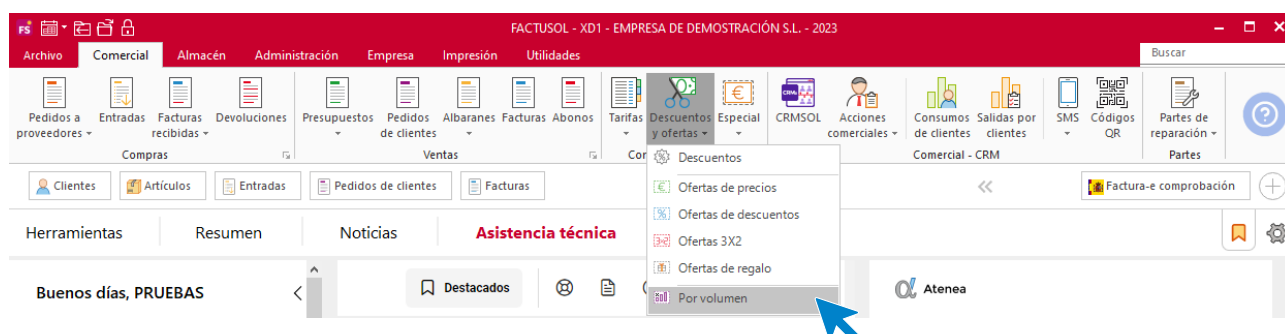 FS FACTUSOL - XD1 - EMPRESA DE DEMOSTRACIÓN S.L. - 2023
Archivo Comercial Almacén Administración Empresa Impresión Utilidades Buscar
Pedidos a proveedores Entradas Facturas recibidas Devoluciones Presupuestos Pedidos de clientes Albaranes Facturas Abonos Tarifas Descuentos y ofertas Especial CRMSOL Acciones comerciales Consumos de clientes Salidas por clientes SMS Códigos QR Partes de reparación
Compras Ventas Cor Comercial - CRM Partes
Clientes Artículos Entradas Pedidos de clientes Facturas Factura-e comprobación
Descuentos
Ofertas de precios
Ofertas de descuentos
Ofertas 3X2
Ofertas de regalo
Por volumen
Herramientas Resumen Noticias Asistencia técnica
Buenos días, PRUEBAS Destacados Atenea